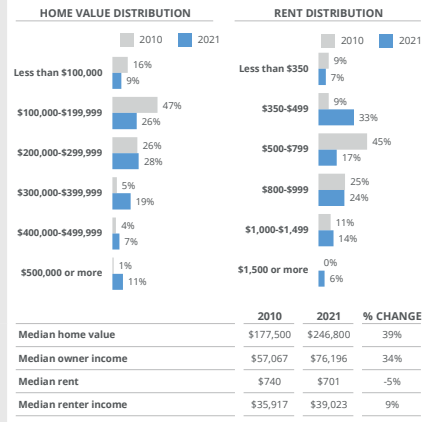 HOME VALUE DISTRIBUTION
2010 2021
Less than $100,000 16% 9%
$100,000-$199,999 47% 26%
$200,000-$299,999 26% 28%
$300,000-$399,999 5% 19%
$400,000-$499,999 4% 7%
$500,000 or more 1% 11%
RENT DISTRIBUTION
2010 2021
Less than $350 9% 7%
$350-$499 9% 33%
$500-$799 45% 17%
$800-$999 25% 24%
$1,000-$1,499 11% 14%
$1,500 or more 0% 6%
2010 2021 % CHANGE
Median home value $177,500 $246,800 39%
Median owner income $57,067 $76,196 34%
Median rent $740 $701 -5%
Median renter income $35,917 $39,023 9%